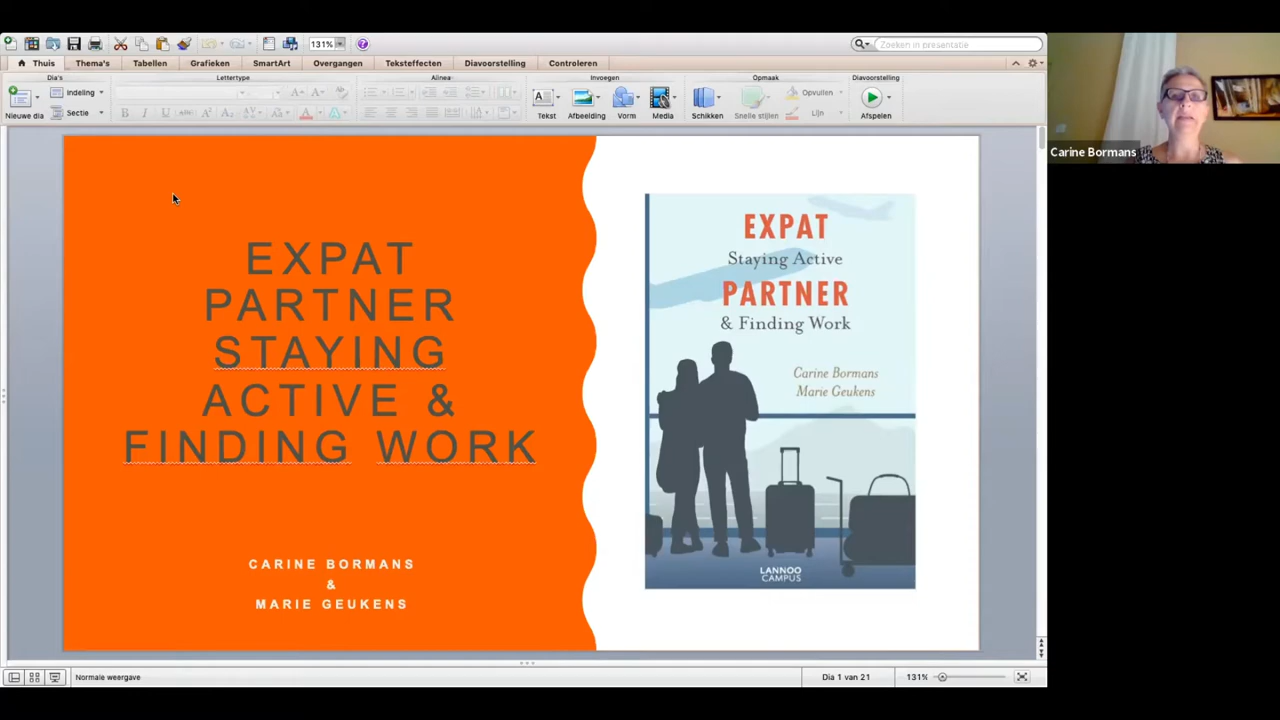 131%
Zoeken in presentatie
Thuis
Thema's
Tabellen
Grafieken
SmartArt
Overgangen
Teksteffecten
Diavoorstelling
Controleren
Dia's
Lettertype
Alinea
Invoegen
Opmaak
Diavoorstelling
Nieuwe dia
Indeling
Sectie
Tekst
Afbeelding
Vorm
Media
Schikken
Snelle stijlen
Opvullen
Lijn
Afspelen
Carine Bormans
EXPAT
PARTNER
STAYING
ACTIVE &
FINDING WORK
CARINE BORMANS
&
MARIE GEUKENS
EXPAT
Staying Active
PARTNER
& Finding Work
Carine Bormans
Marie Geukens
LANNOO
CAMPUS
Normale weergave
Dia 1 van 21
131%